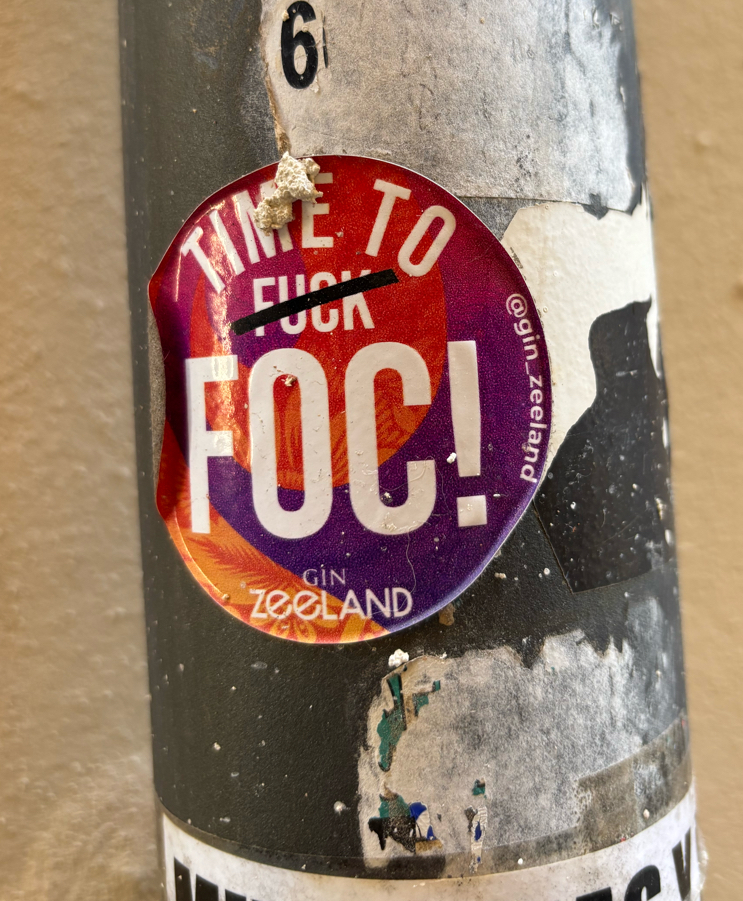 6
TIME TO
FUCK
FOC!
@gin_zeeland
GIN
ZEELAND